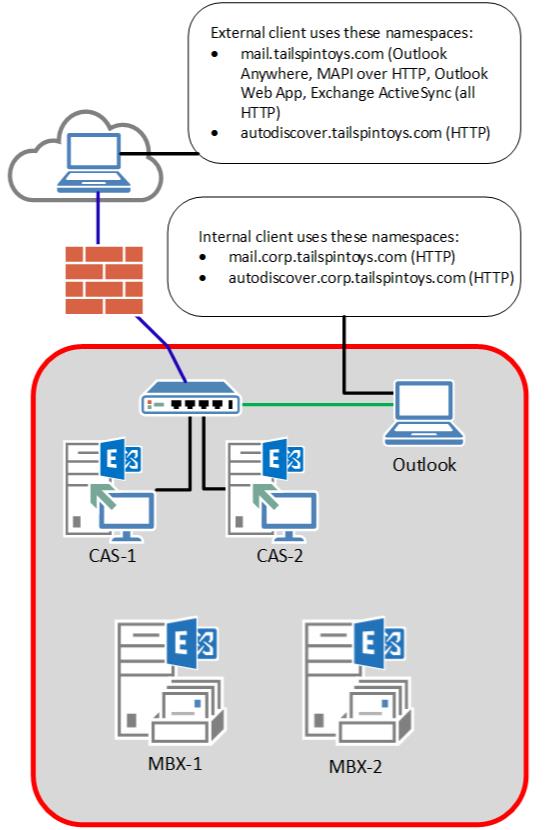 External client uses these namespaces:
• mail.tailspintoys.com (Outlook
Anywhere, MAPI over HTTP, Outlook
Web App, Exchange ActiveSync (all
HTTP)
• autodiscover.tailspintoys.com (HTTP)
Internal client uses these namespaces:
• mail.corp.tailspintoys.com (HTTP)
• autodiscover.corp.tailspintoys.com (HTTP)
Outlook
E
E
CAS-1
CAS-2
E
E
MBX-1
MBX-2